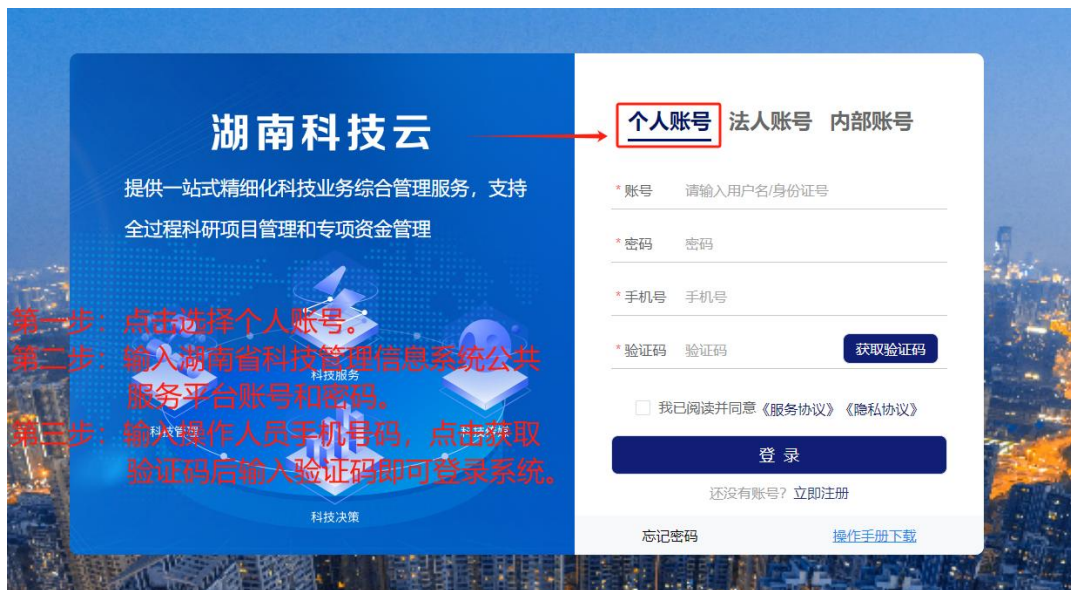 湖南科技云
提供一站式精细化科技业务综合管理服务，支持
全过程科研项目管理和专项资金管理
第一步：点击选择个人账号。
第二步：输入湖南省科技管理信息系统公共
服务平台账号和密码。
第三步：输入操作人员手机号码，点击获取
验证码后输入验证码即可登录系统。
科技服务
科技管理
科技决策
个人账号 法人账号 内部账号
*账号 请输入用户名/身份证号
*密码 密码
*手机号 手机号
*验证码 验证码 获取验证码
我已阅读并同意《服务协议》《隐私协议》
登 录
还没有账号？立即注册
忘记密码 操作手册下载